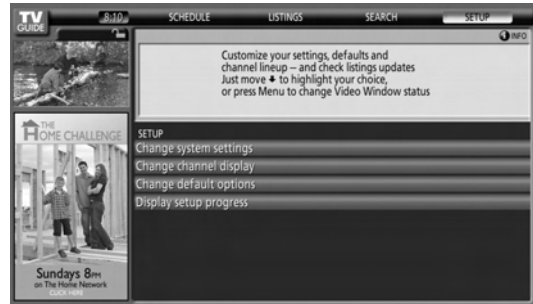 TV
GUIDE
8:10
SCHEDULE
LISTINGS
SEARCH
SETUP
INFO
Customize your settings, defaults and
channel lineup – and check listings updates
Just move to highlight your choice,
or press Menu to change Video Window status
THE
HOME CHALLENGE
SETUP
Change system settings
Change channel display
Change default options
Display setup progress
Sundays 8PM
on The Home Network
CLICK HERE